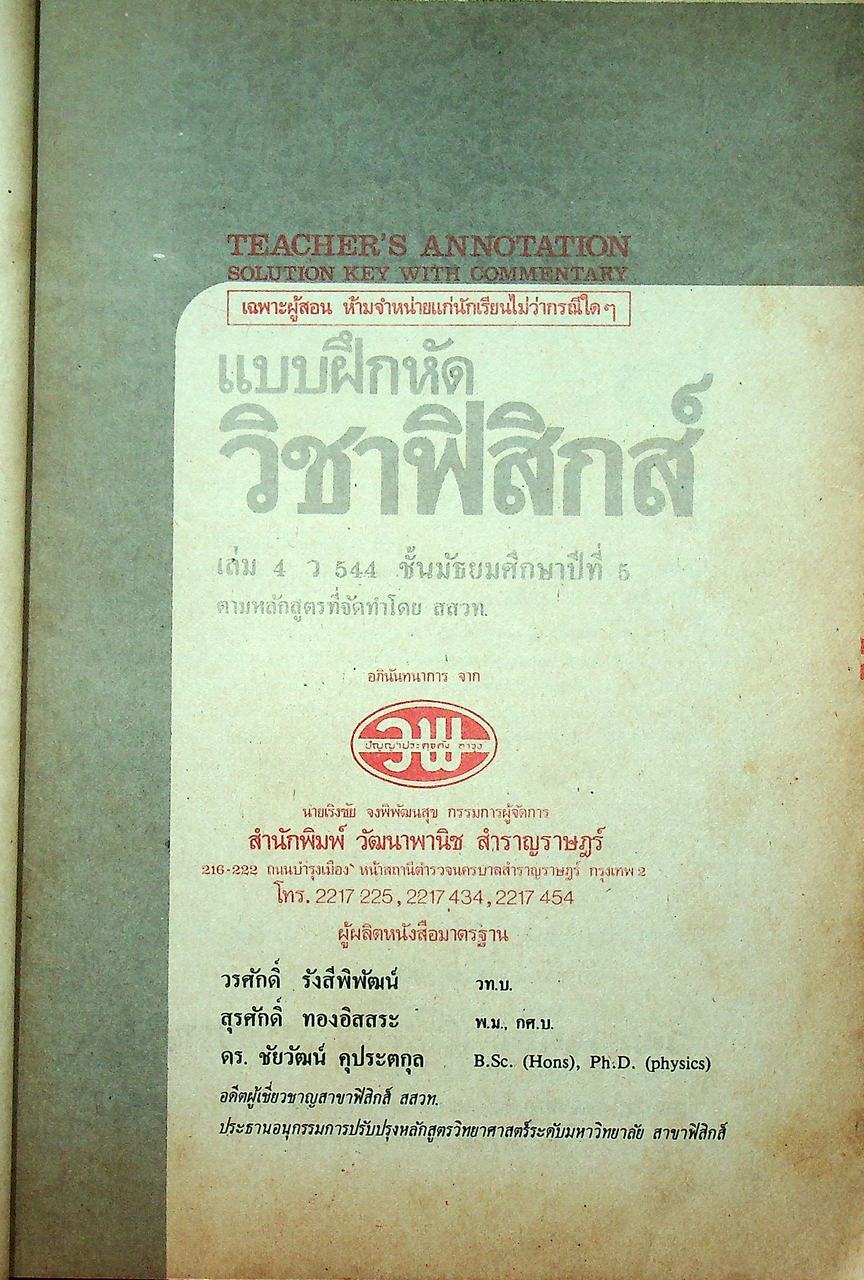 TEACHER'S ANNOTATION
SOLUTION KEY WITH COMMENTARY
เฉพาะผู้สอน ห้ามจำหน่ายแก่นักเรียนไม่ว่ากรณีใดๆ
แบบฝึกหัด
วิชาฟิสิกส์
เล่ม 4 ว 544 ชั้นมัธยมศึกษาปีที่ 5
ตามหลักสูตรที่จัดทำโดย สสวท.
อภินันทนาการ จาก
วพ
นายเริงชัย จงพิพัฒนสุข กรรมการผู้จัดการ
สำนักพิมพ์ วัฒนาพานิช สำราญราษฎร์
216-222 ถนนบำรุงเมือง หน้าสถานีตำรวจนครบาลสำราญราษฎร์ กรุงเทพ 2
โทร. 2217 225, 2217 434, 2217 454
ผู้ผลิตหนังสือมาตรฐาน
วรศักดิ์ รังสีพิพัฒน์ วท.บ.
สุรศักดิ์ ทองอิสสระ พ.ม., กศ.บ.
ดร. ชัยวัฒน์ คุประตกุล B.Sc. (Hons), Ph.D. (physics)
อดีตผู้เชี่ยวชาญสาขาฟิสิกส์ สสวท.
ประธานอนุกรรมการปรับปรุงหลักสูตรวิทยาศาสตร์ระดับมหาวิทยาลัย สาขาฟิสิกส์